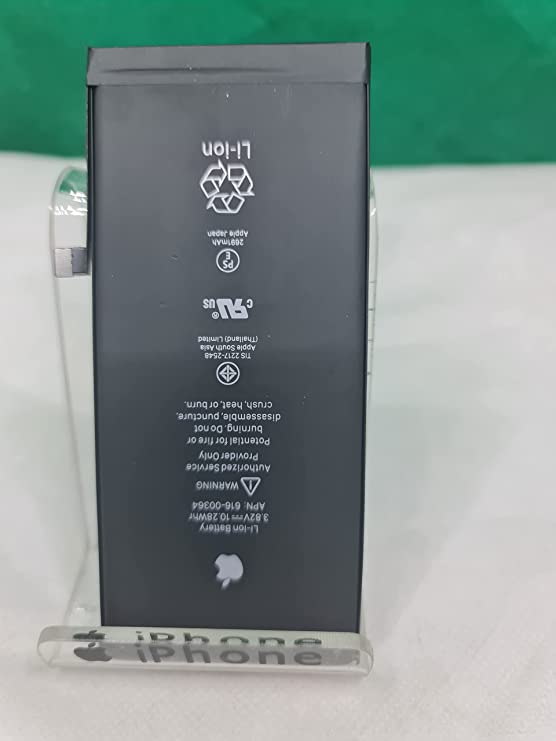 Li-ion Battery
3.82V⎓10.28Whr
APN: 616-00364
WARNING
Authorized Service
Provider Only
Potential for fire or
burning. Do not
disassemble, puncture,
crush, heat, or burn.
TIS 2217-2548
Apple South Asia
(Thailand) Limited
c RU® US
PS
E
2691mAh
Apple Japan
Li-ion
iPhone
iPhone